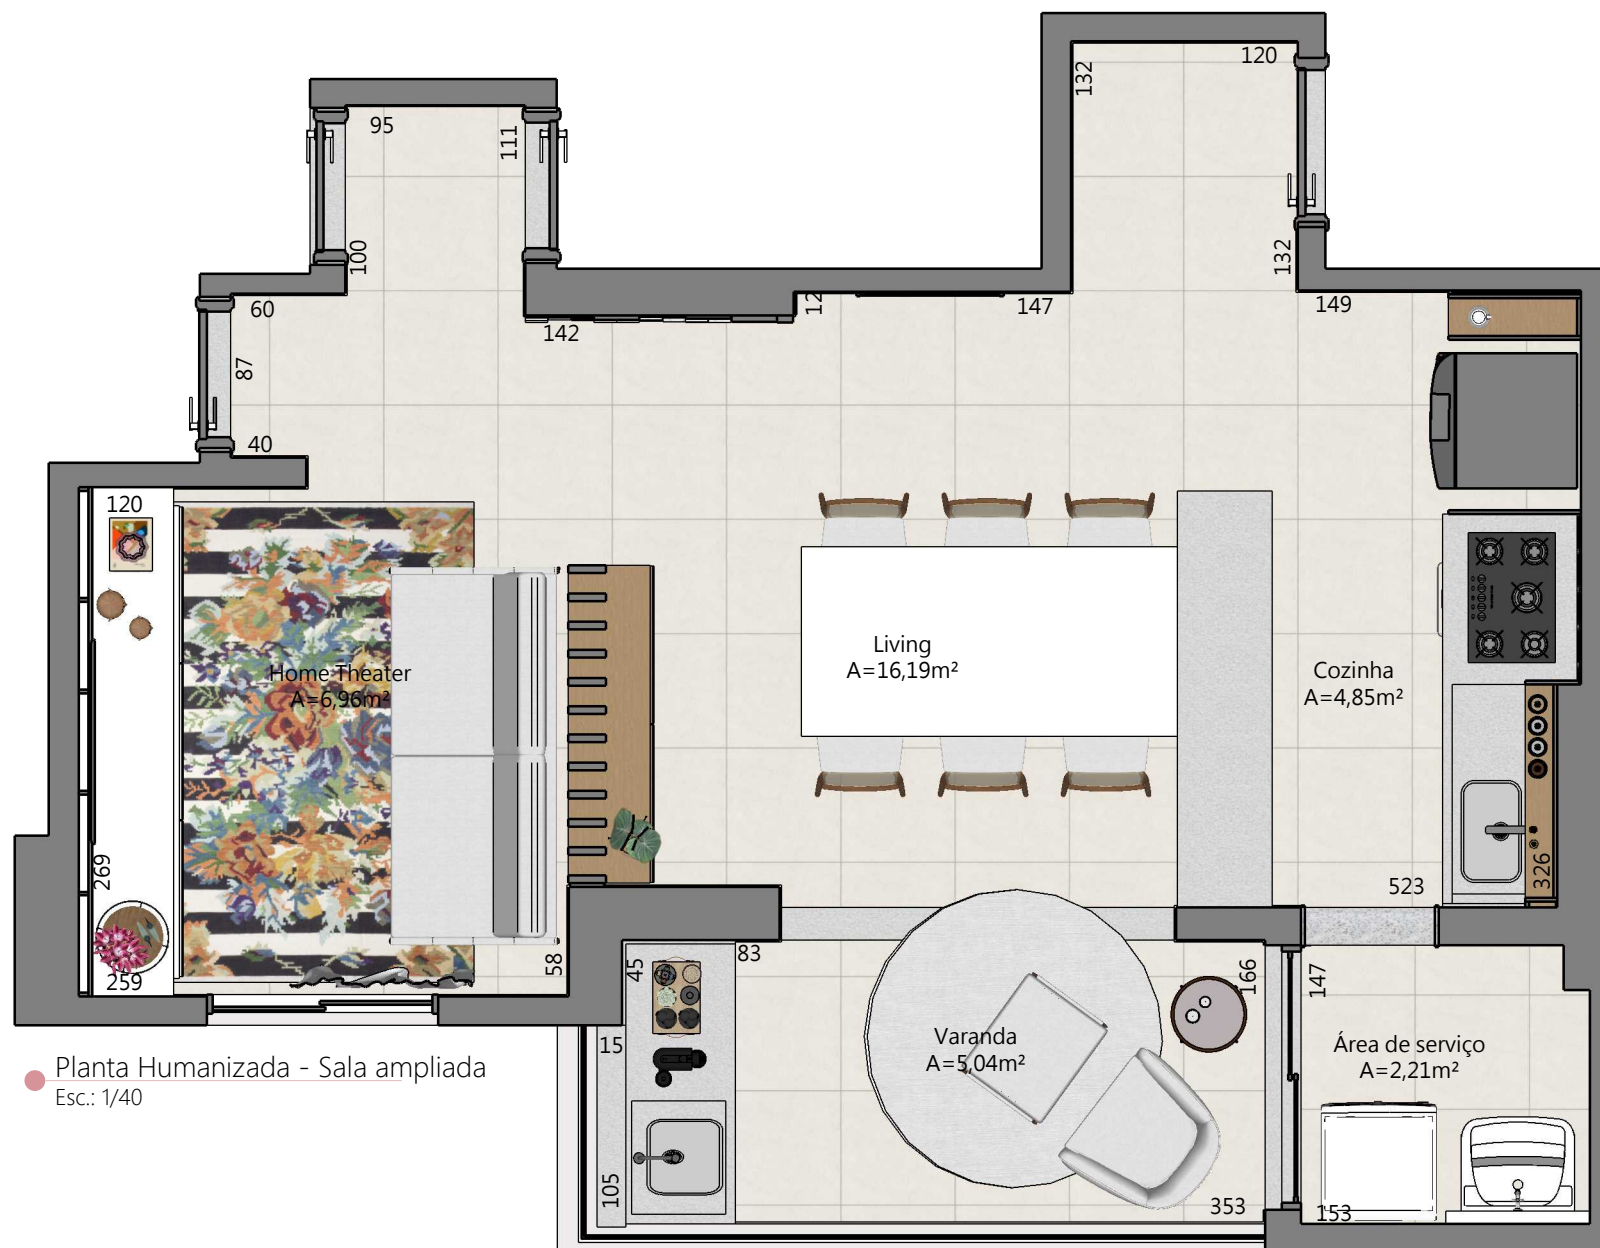 120
132
95
111
132
100
60
12
147
149
142
87
40
120
Living
A=16,19m²
Home Theater
A=6,96m²
Cozinha
A=4,85m²
269
326
523
259
58
45
83
166
147
15
Varanda
A=5,04m²
Área de serviço
A=2,21m²
Planta Humanizada - Sala ampliada
Esc.: 1/40
105
353
153